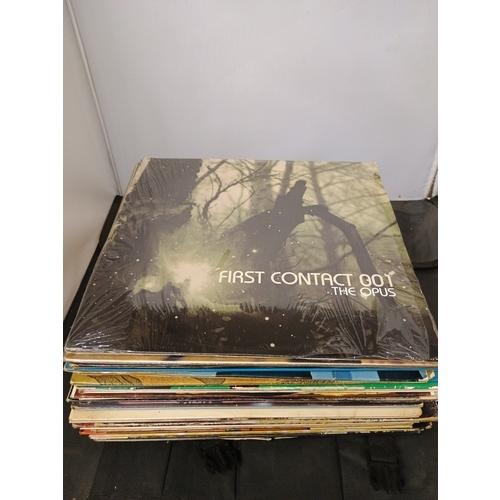 FIRST CONTACT 001
THE OPUS